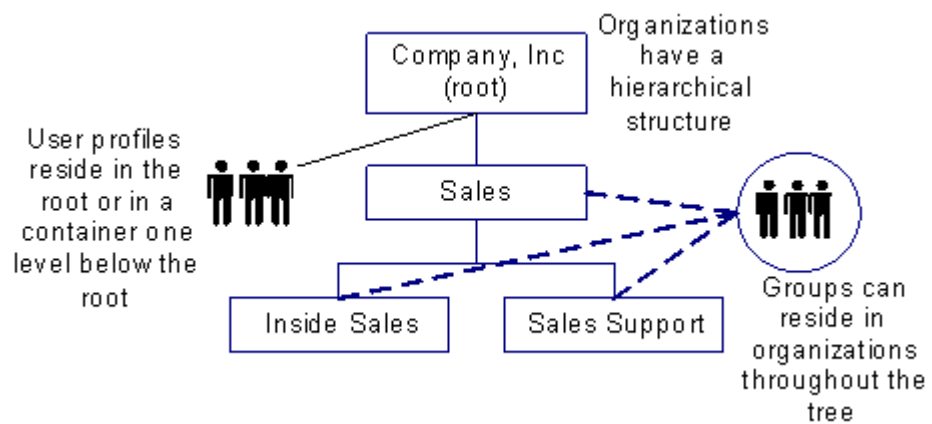 Company, Inc
(root)
Organizations
have a
hierarchical
structure
User profiles
reside in the
root or in a
container one
level below the
root
Sales
Inside Sales
Sales Support
Groups can
reside in
organizations
throughout the
tree